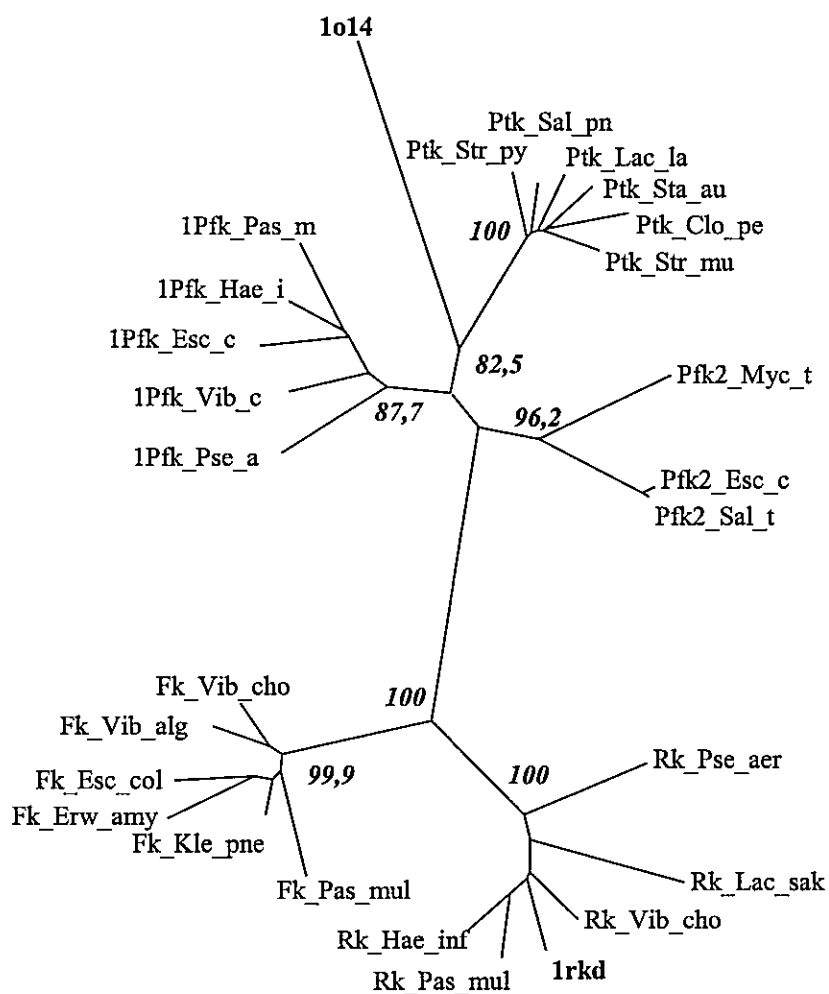 1o14
Ptk_Sal_pn
Ptk_Str_py
Ptk_Lac_la
Ptk_Sta_au
Ptk_Clo_pe
Ptk_Str_mu
100
1Pfk_Pas_m
1Pfk_Hae_i
1Pfk_Esc_c
1Pfk_Vib_c
1Pfk_Pse_a
82,5
87,7
96,2
Pfk2_Myc_t
Pfk2_Esc_c
Pfk2_Sal_t
Fk_Vib_cho
100
Fk_Vib_alg
Fk_Esc_col
99,9
100
Rk_Pse_aer
Fk_Erw_amy
Fk_Kle_pne
Fk_Pas_mul
Rk_Lac_sak
Rk_Vib_cho
Rk_Hae_inf
1rkd
Rk_Pas_mul